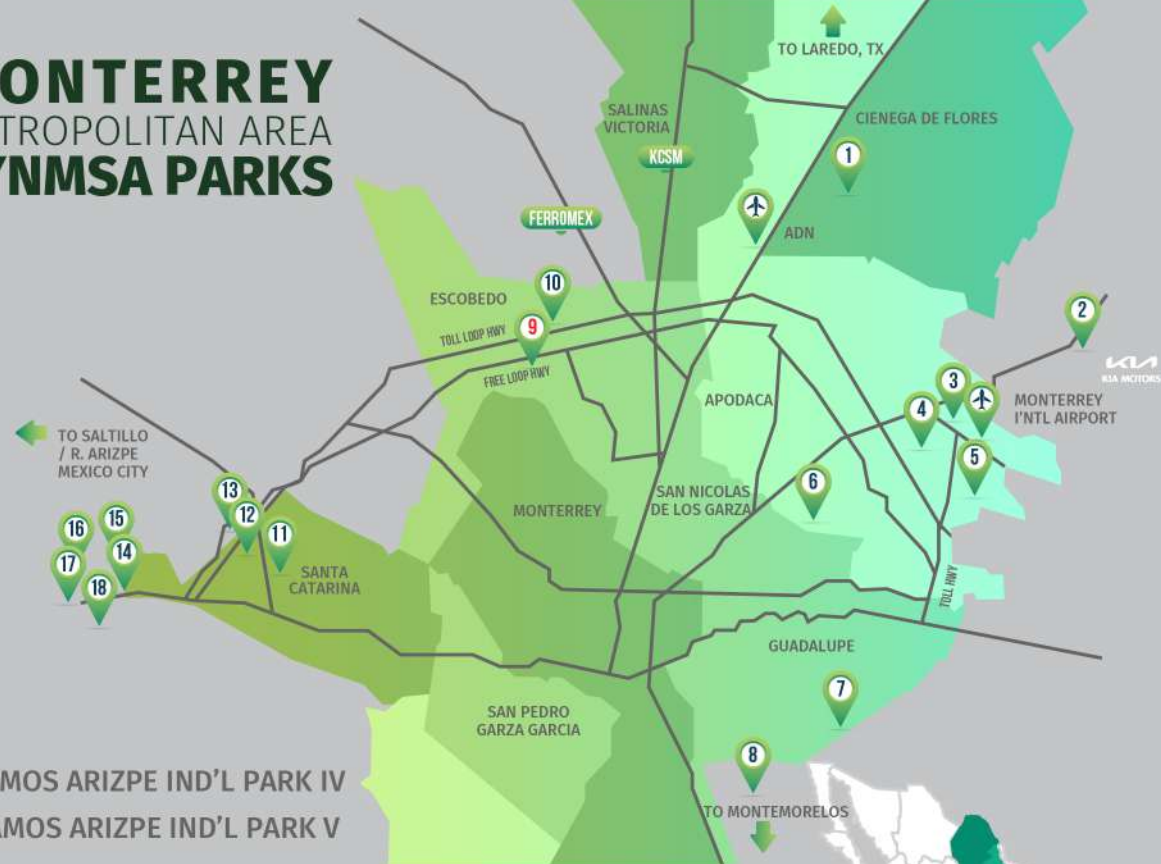 ONTERREY
TROPOLITAN AREA
YNMSA PARKS
TO LAREDO, TX
SALINAS
VICTORIA
CIENEGA DE FLORES
KCSM
1
FERROMEX
ADN
10
ESCOBEDO
9
TOLL LOOP HWY
FREE LOOP HWY
2
KIA
KIA MOTORS
3
4
MONTERREY
I'NTL AIRPORT
APODACA
5
TO SALTILLO
/ R. ARIZPE
MEXICO CITY
6
SAN NICOLAS
DE LOS GARZA
MONTERREY
13
12
11
16
15
14
17
18
SANTA
CATARINA
TOLL HWY
GUADALUPE
7
SAN PEDRO
GARZA GARCIA
8
TO MONTEMORELOS
MOS ARIZPE IND'L PARK IV
AMOS ARIZPE IND'L PARK V